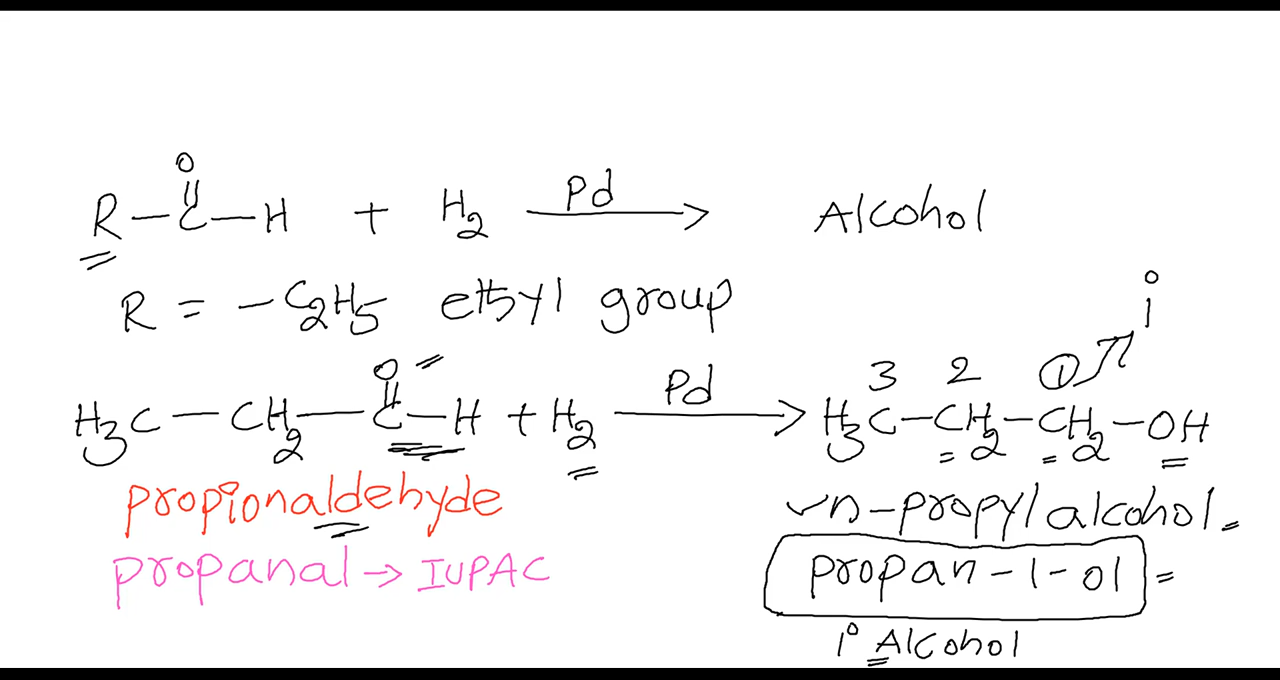 O
R - C - H + H2 Pd → Alcohol
R = - C2H5 ethyl group
1°
O 3 2 1
H3C - CH2 - C - H + H2 Pd → H3C - CH2 - CH2 - OH
propionaldehyde n-propyl alcohol
propanal → IUPAC propan-1-ol =
1° Alcohol